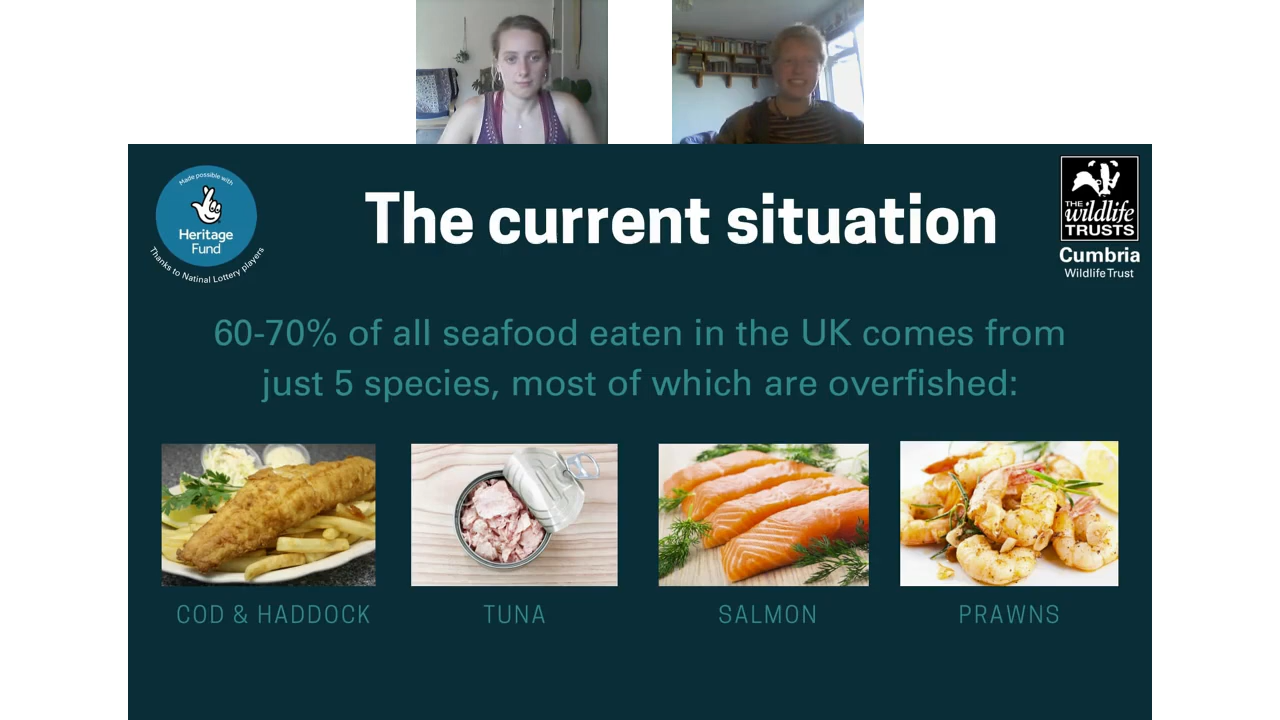 Made possible with
Heritage
Fund
Thanks to Natinal Lottery players
The current situation
THE
wildlife
TRUSTS
Cumbria
Wildlife Trust
60-70% of all seafood eaten in the UK comes from
just 5 species, most of which are overfished:
COD & HADDOCK
TUNA
SALMON
PRAWNS